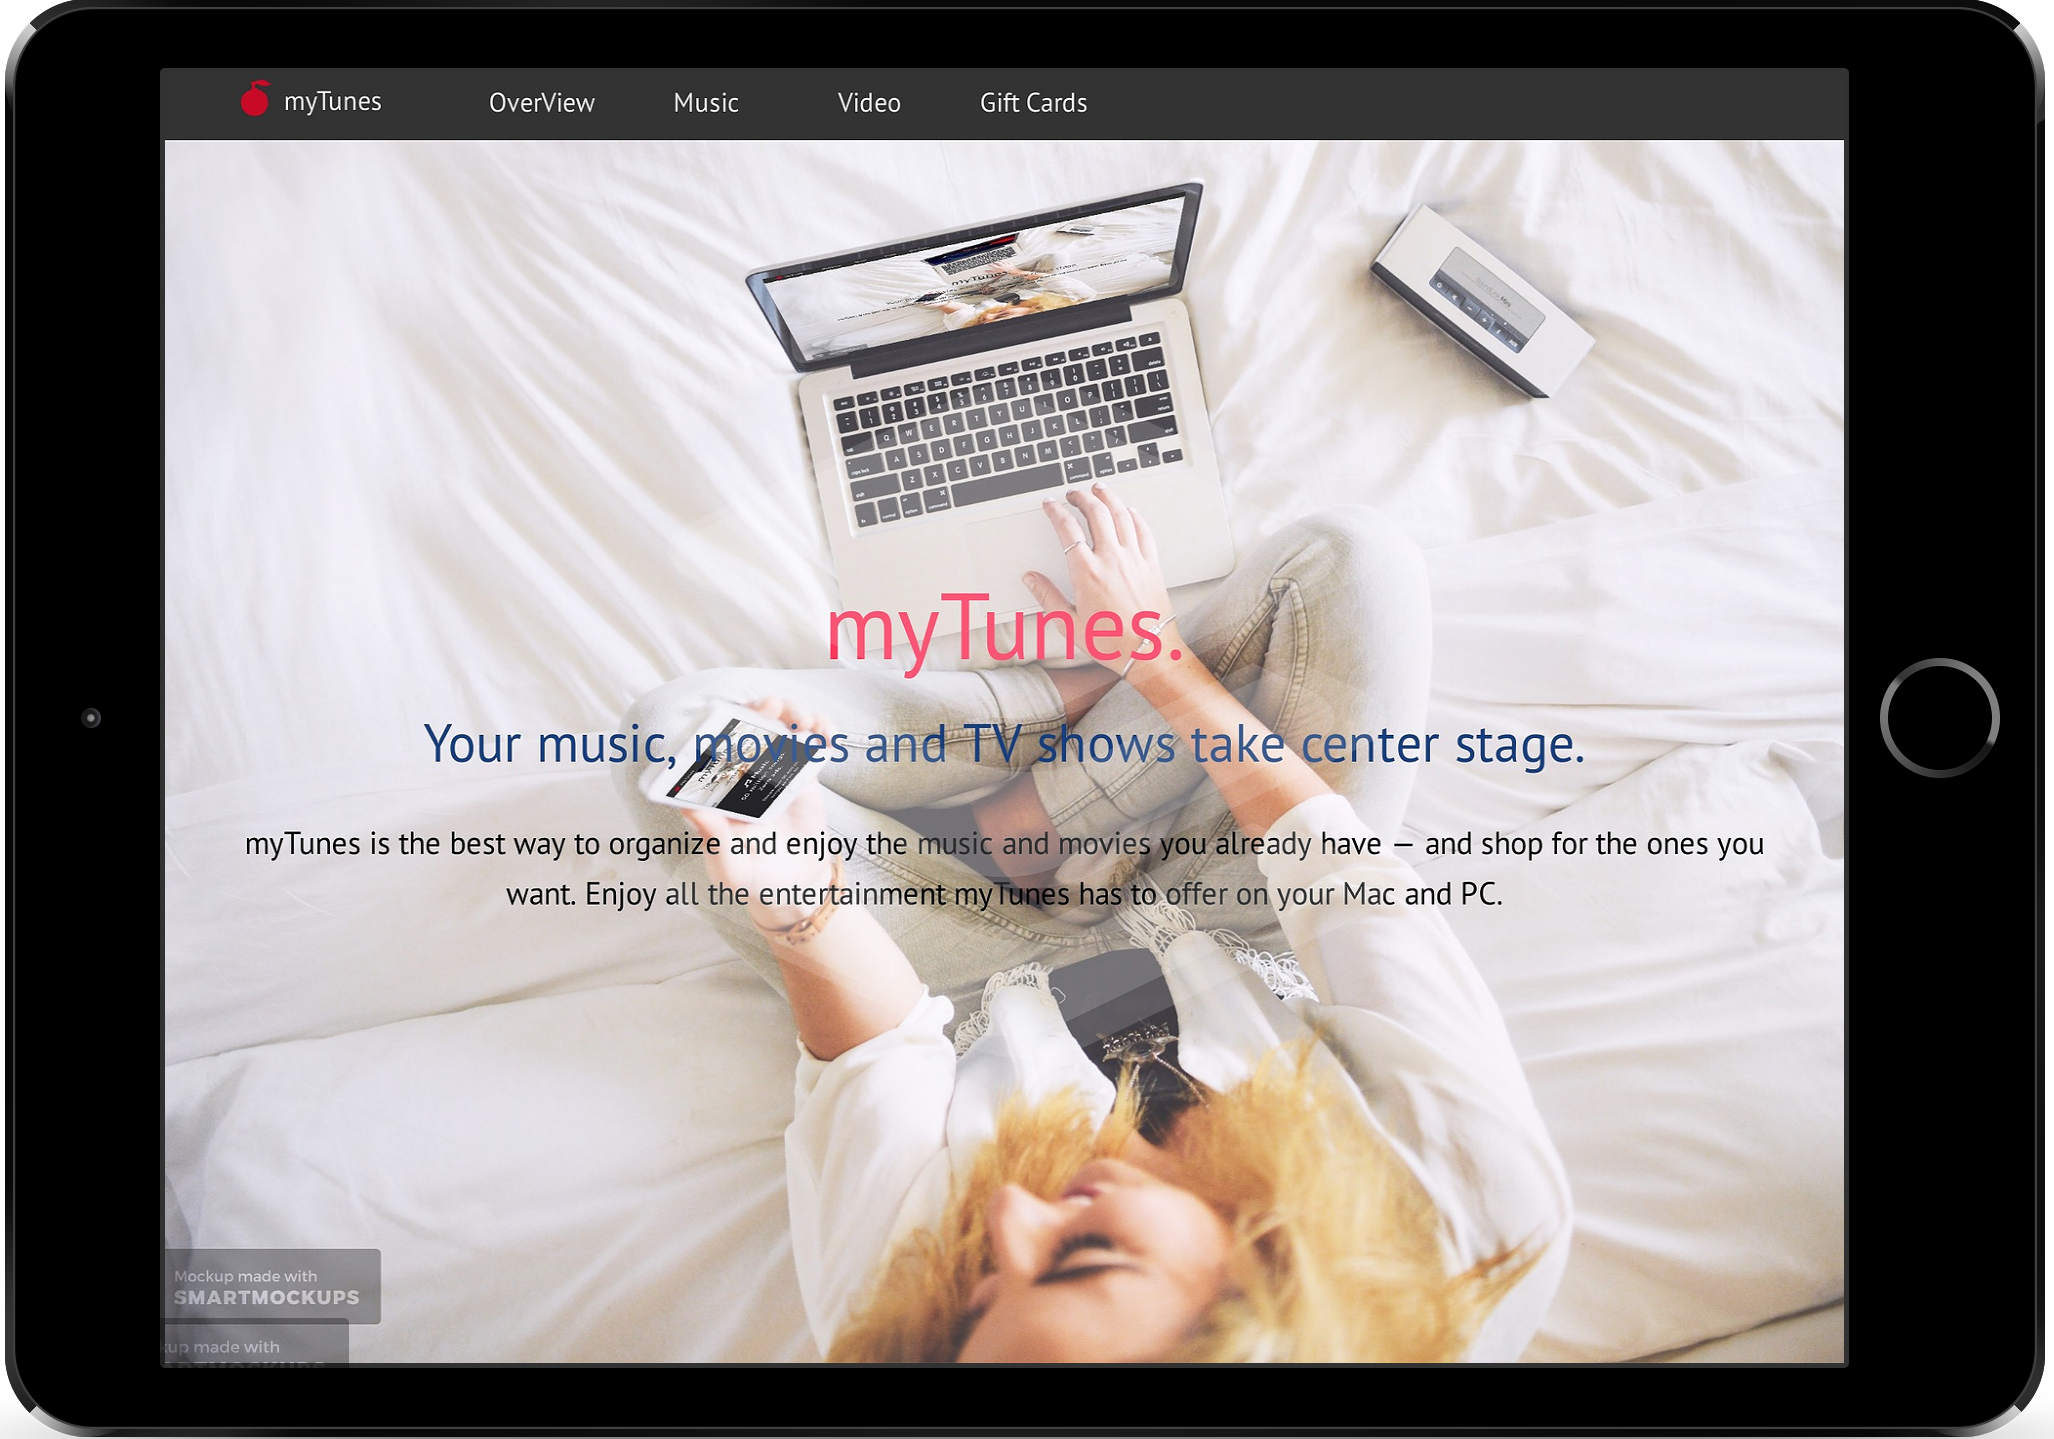 myTunes OverView Music Video Gift Cards
myTunes.
Your music, movies and TV shows take center stage.
myTunes is the best way to organize and enjoy the music and movies you already have — and shop for the ones you
want. Enjoy all the entertainment myTunes has to offer on your Mac and PC.
Mockup made with
SMARTMOCKUPS
made with